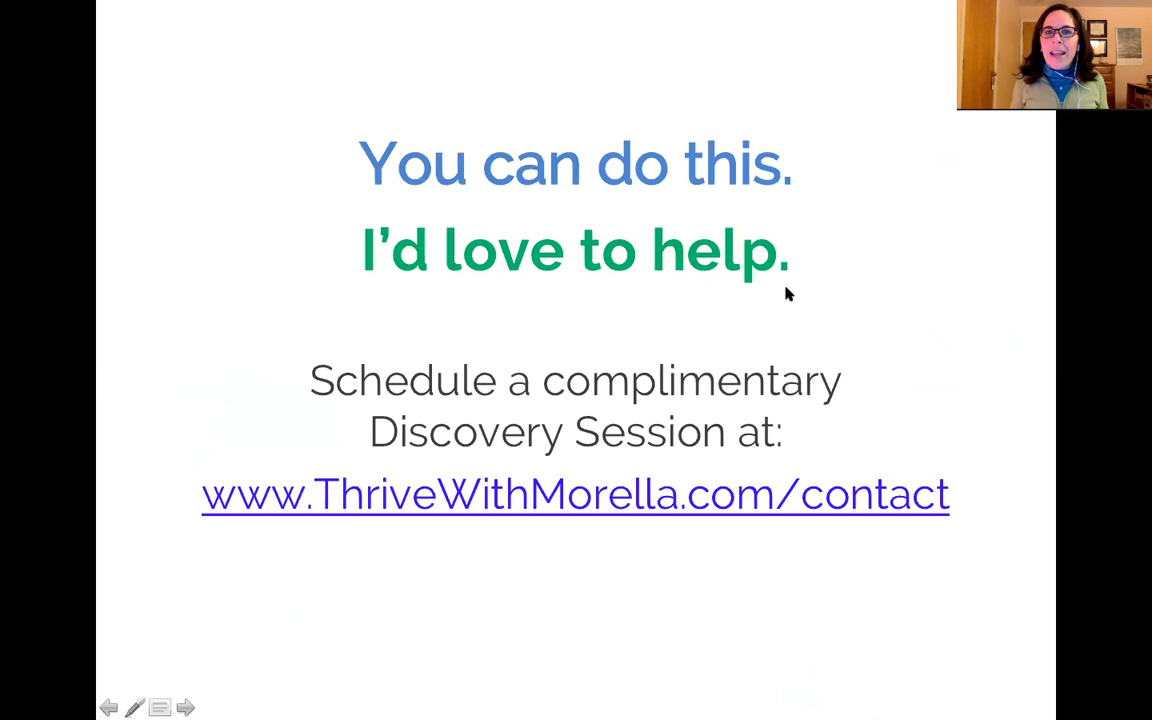 You can do this.
I’d love to help.
Schedule a complimentary
Discovery Session at:
www.ThriveWithMorella.com/contact